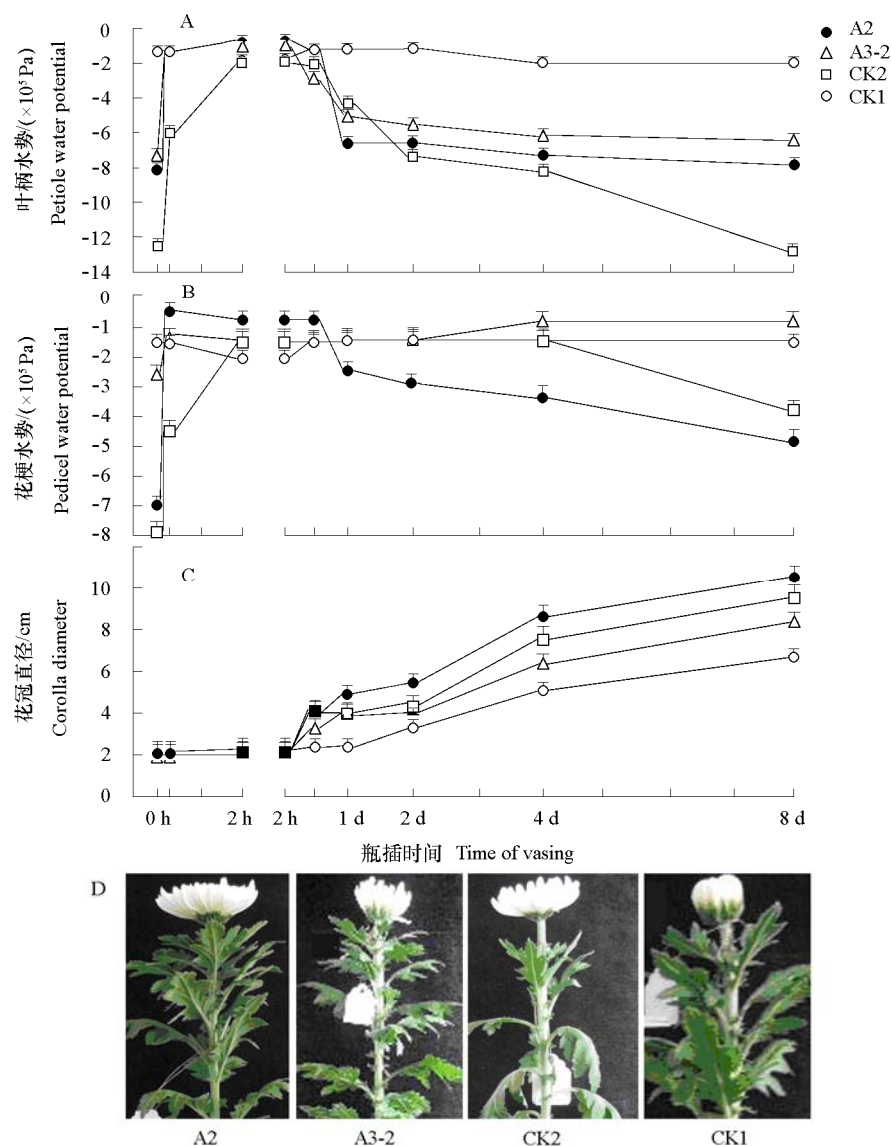 A
A2
A3-2
CK2
CK1
叶柄水势/(×10⁵ Pa)
Petiole water potential
0
-2
-4
-6
-8
-10
-12
-14
B
花梗水势/(×10⁵ Pa)
Pedicel water potential
0
-1
-2
-3
-4
-5
-6
-7
-8
C
花冠直径/cm
Corolla diameter
10
8
6
4
2
0
0 h 2 h 2 h 1 d 2 d 4 d 8 d
瓶插时间 Time of vasing
D
A2 A3-2 CK2 CK1